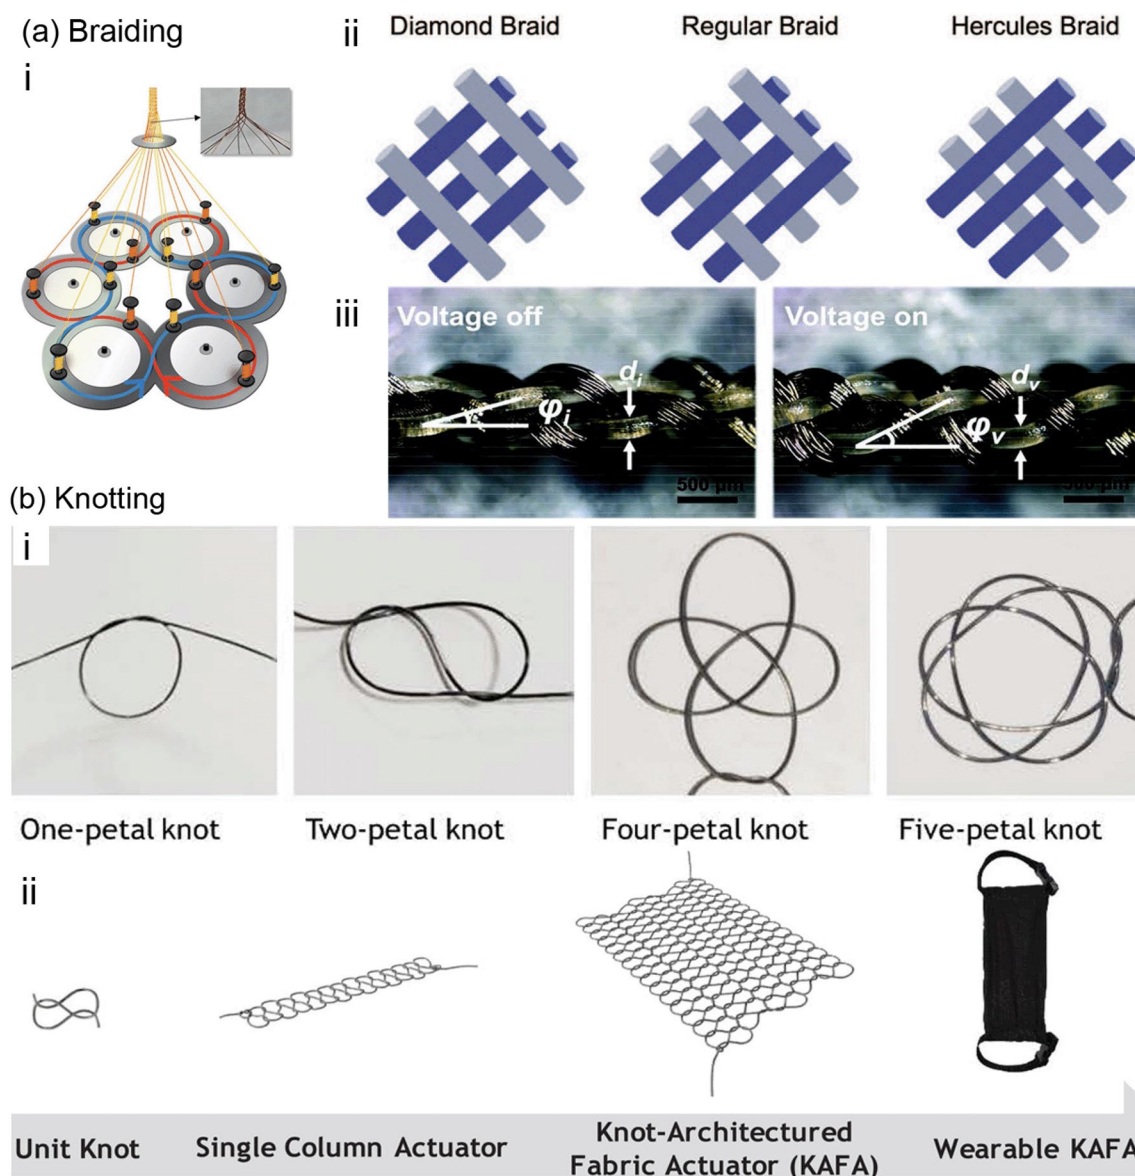 (a) Braiding
i
ii
Diamond Braid
Regular Braid
Hercules Braid
iii
Voltage off
φi
di
500 μm
Voltage on
φv
dv
500 μm
(b) Knotting
i
One-petal knot
Two-petal knot
Four-petal knot
Five-petal knot
ii
Unit Knot
Single Column Actuator
Knot-Architectured
Fabric Actuator (KAFA)
Wearable KAFA